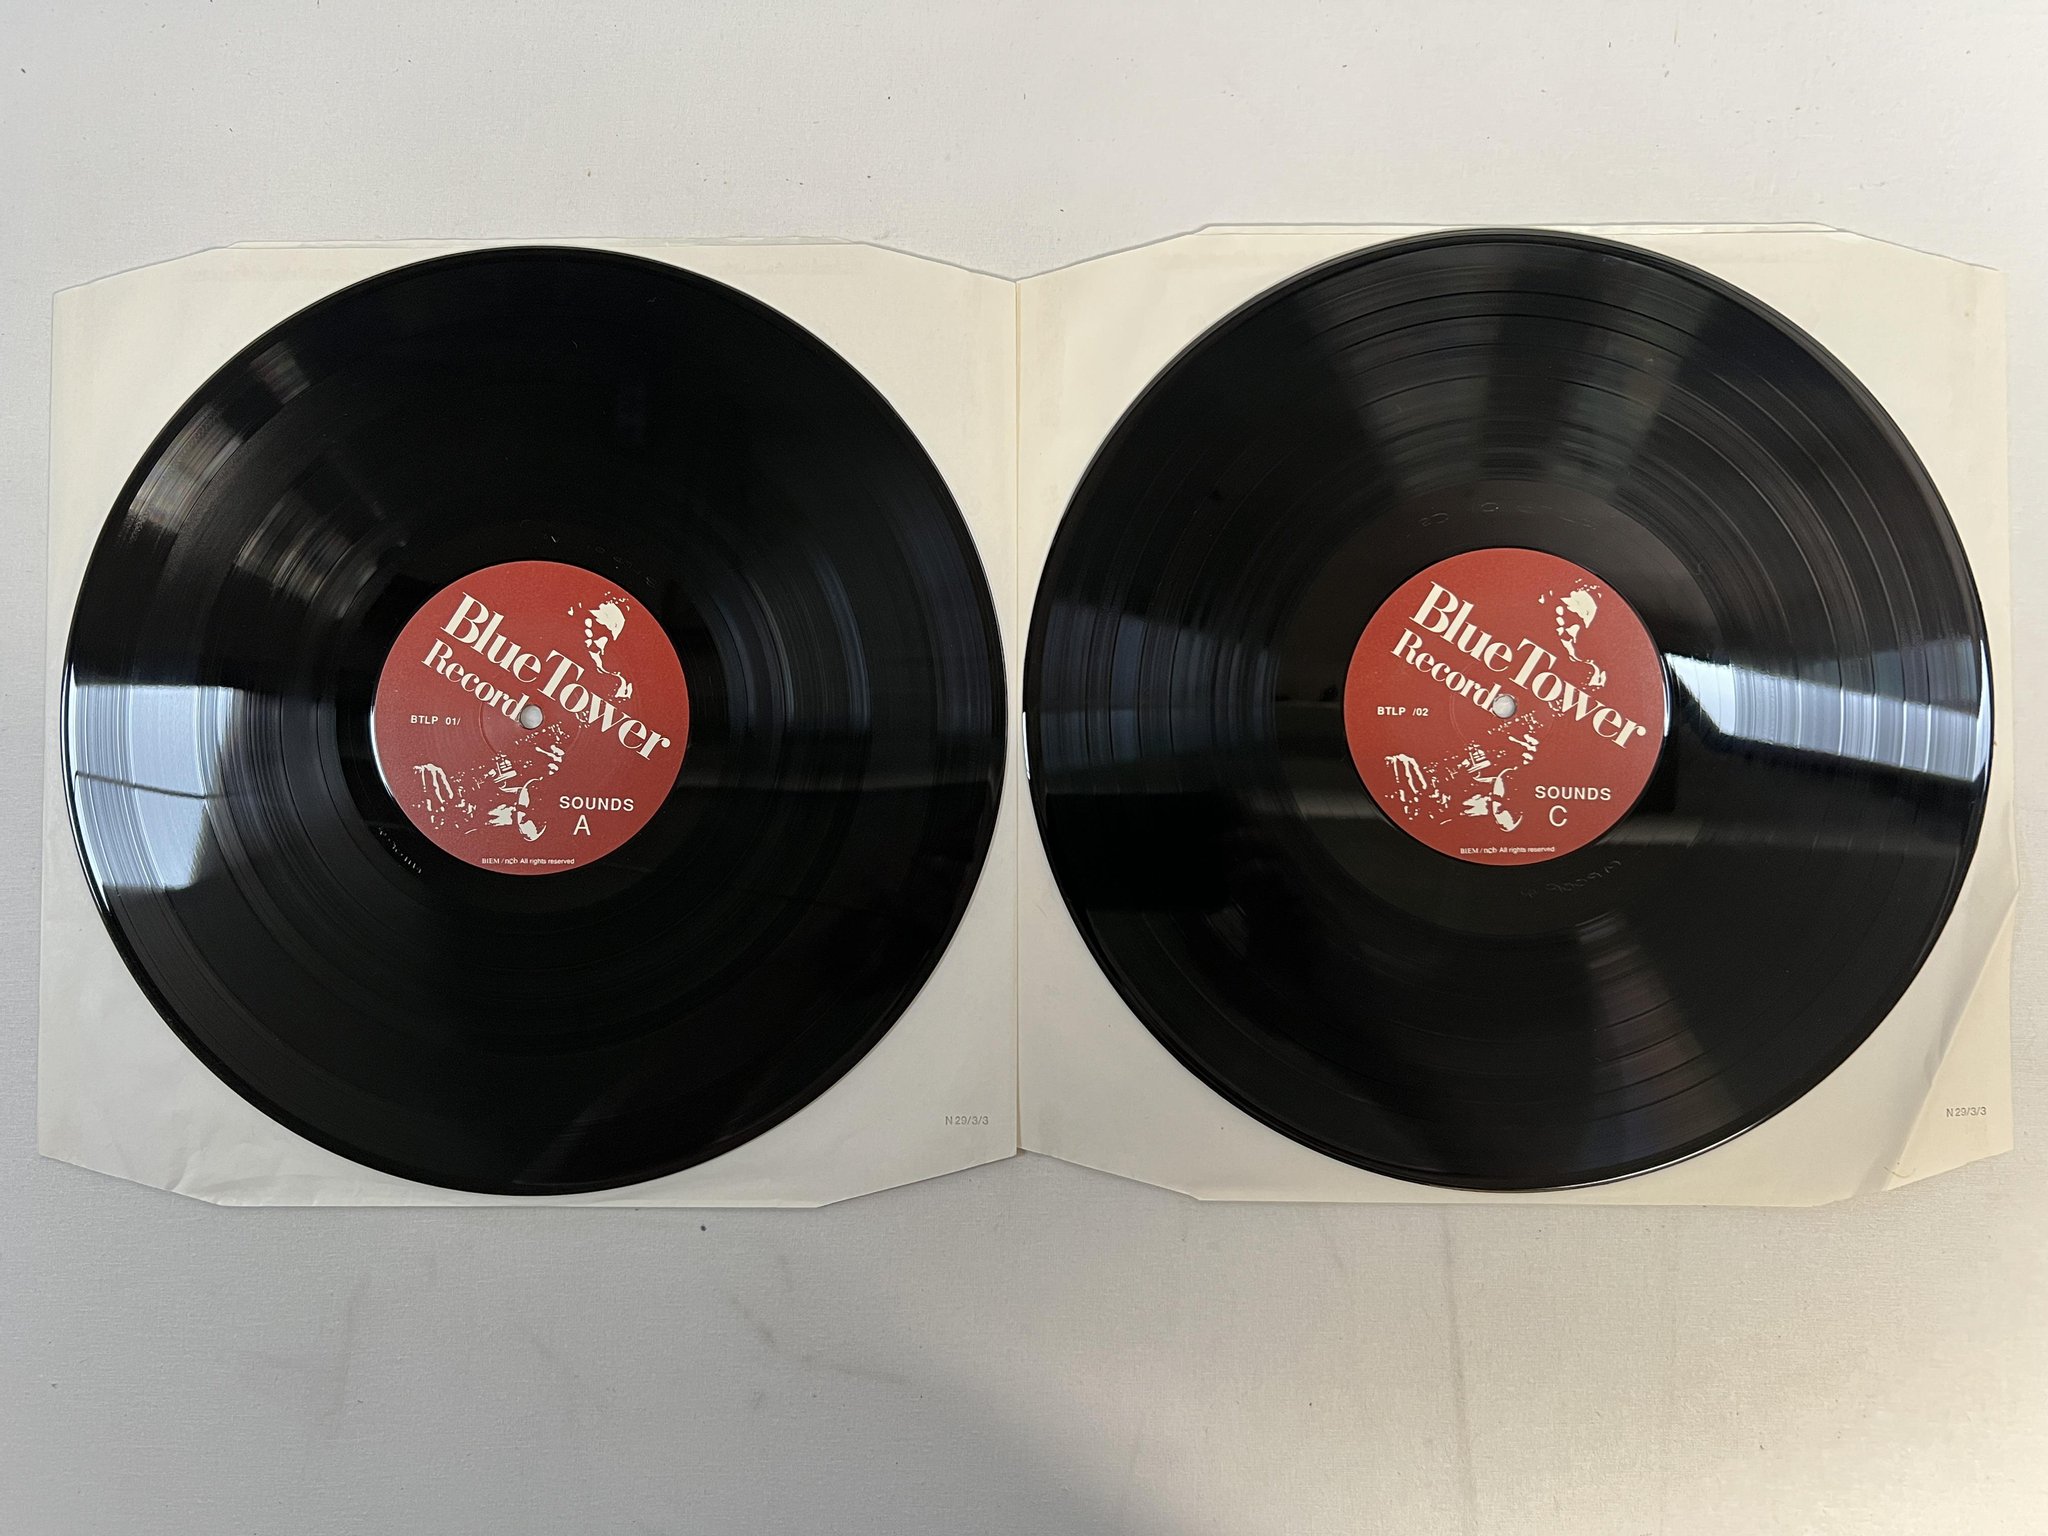 Blue Tower
Records
BTLP 01/
SOUNDS
A
BIEM / ncb All rights reserved
N 29/3/3
Blue Tower
Records
BTLP /02
SOUNDS
C
BIEM / ncb All rights reserved
N 29/3/3